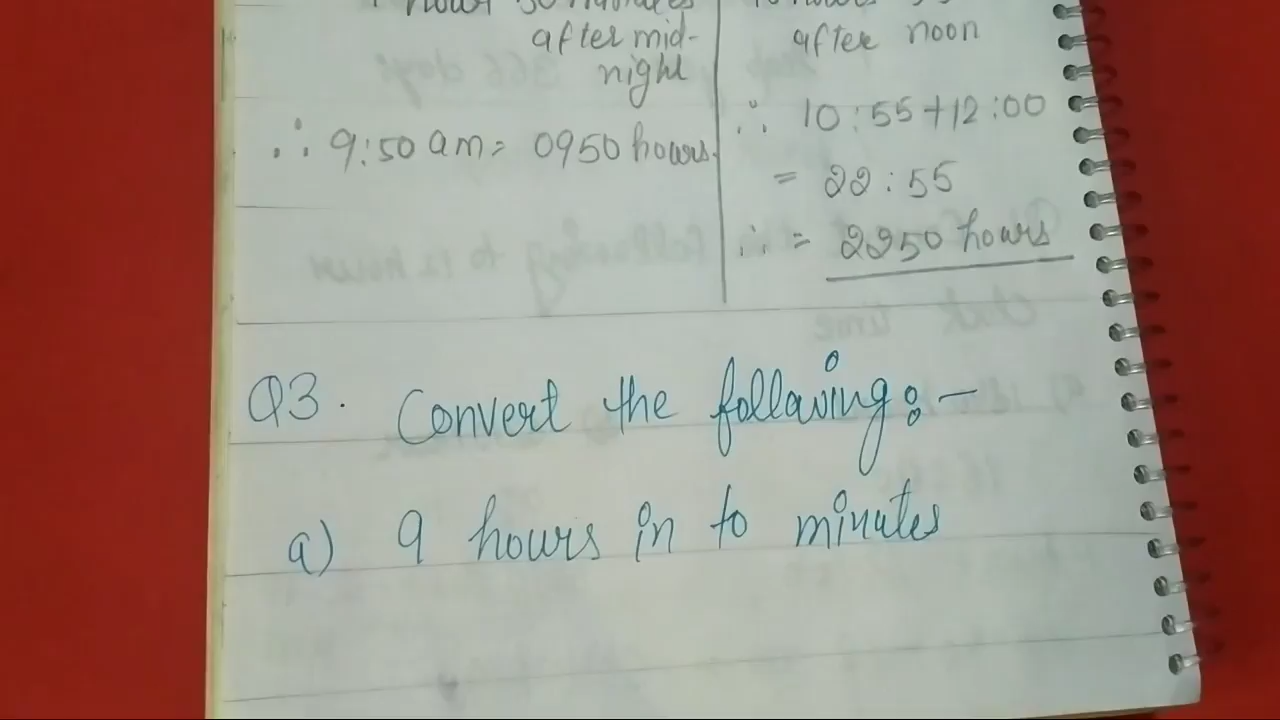 after mid-
night
∴ 9:50 am = 0950 hours.
after noon
∴ 10:55+12:00
= 22:55
∴ = 2250 hours
Q3. Convert the following:-
a) 9 hours in to minutes